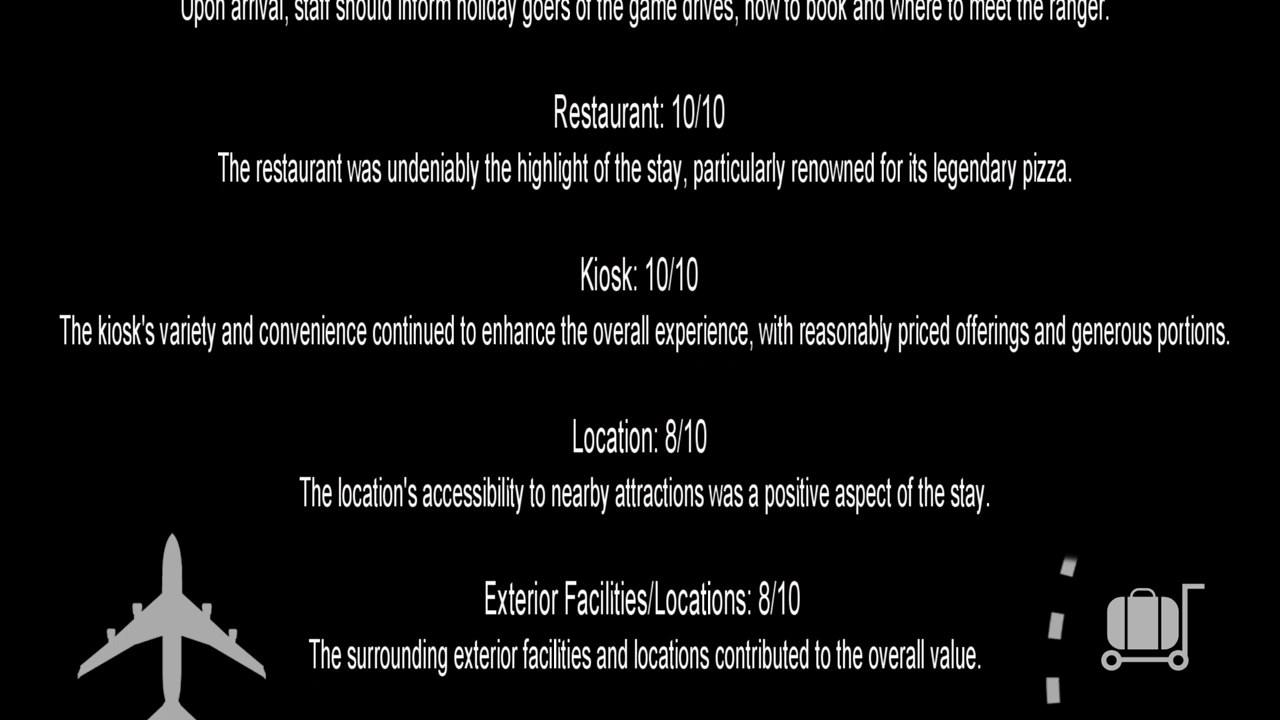 Upon arrival, staff should inform holiday goers of the game drives, how to book and where to meet the ranger.
Restaurant: 10/10
The restaurant was undeniably the highlight of the stay, particularly renowned for its legendary pizza.
Kiosk: 10/10
The kiosk's variety and convenience continued to enhance the overall experience, with reasonably priced offerings and generous portions.
Location: 8/10
The location's accessibility to nearby attractions was a positive aspect of the stay.
Exterior Facilities/Locations: 8/10
The surrounding exterior facilities and locations contributed to the overall value.